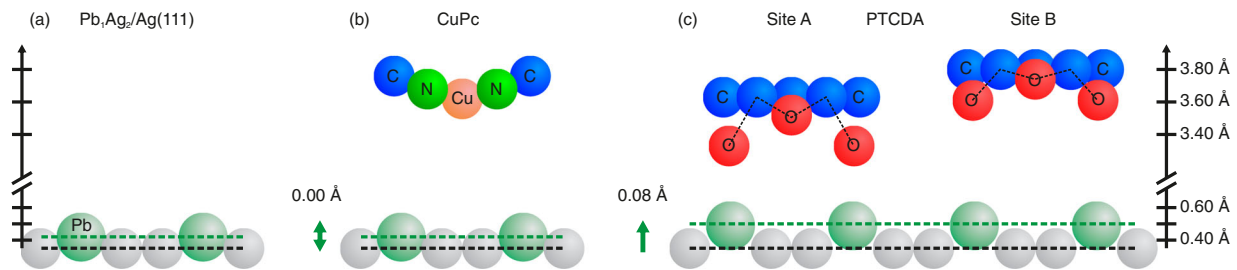 (a) Pb₁Ag₂/Ag(111)
Pb
(b) CuPc
C N Cu N C
0.00 Å
(c) Site A PTCDA Site B
C O C
O O
C O C
O O
0.08 Å
3.80 Å
3.60 Å
3.40 Å
0.60 Å
0.40 Å